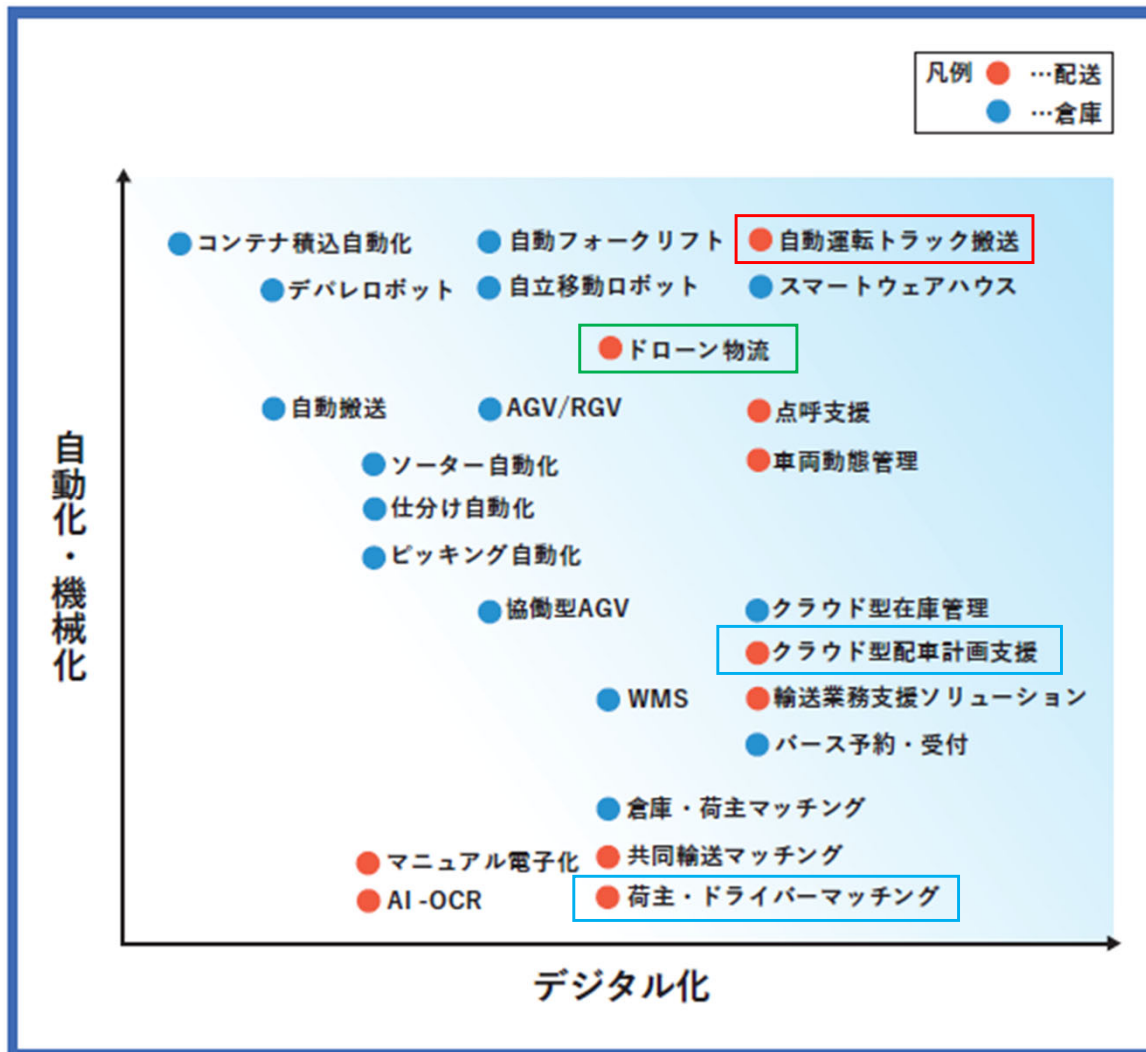 凡例 …配送
…倉庫
コンテナ積込自動化
自動フォークリフト
自動運転トラック搬送
デパレロボット
自立移動ロボット
スマートウェアハウス
ドローン物流
自動搬送
AGV/RGV
点呼支援
ソーター自動化
車両動態管理
仕分け自動化
ピッキング自動化
協働型AGV
クラウド型在庫管理
クラウド型配車計画支援
WMS
輸送業務支援ソリューション
バース予約・受付
倉庫・荷主マッチング
マニュアル電子化
共同輸送マッチング
AI-OCR
荷主・ドライバーマッチング
自動化・機械化
デジタル化